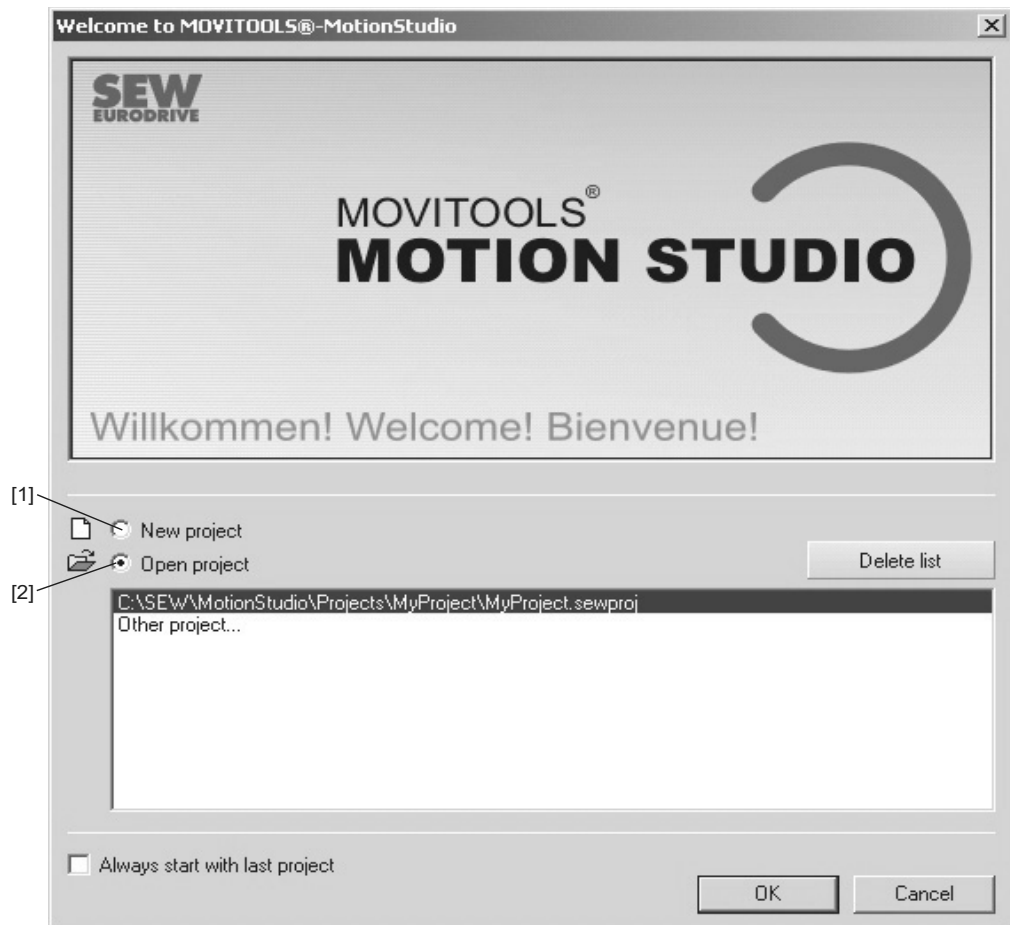 Welcome to MOVITOOLS®-MotionStudio
SEW
EURODRIVE
MOVITOOLS®
MOTION STUDIO
Willkommen! Welcome! Bienvenue!
[1]
New project
[2]
Open project
Delete list
C:\SEW\MotionStudio\Projects\MyProject\MyProject.sewproj
Other project...
Always start with last project
OK
Cancel